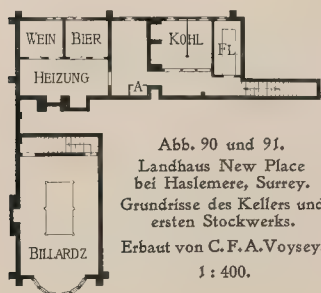 WEIN BIER KOHL FL
HEIZUNG A
Abb. 90 und 91.
Landhaus New Place
bei Haslemere, Surrey.
Grundrisse des Kellers und
ersten Stockwerks.
Erbaut von C. F. A. Voysey
1 : 400.
BILLARDZ